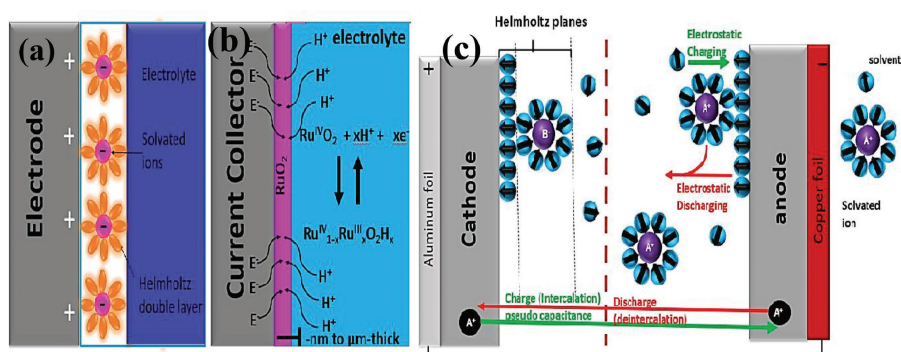 (a)
Electrode
+
+
+
+
-
-
-
-
Electrolyte
Solvated
ions
Helmholtz
double layer
(b)
Current Collector
RuO₂
E
E
E
H⁺
H⁺
H⁺
electrolyte
RuᴵⱽO₂ + xH⁺ + xe⁻
Ruᴵⱽ₁₋ₓRuᴵᴵᴵₓO₂Hₓ
E
E
E
H⁺
H⁺
H⁺
-nm to µm-thick
(c)
Helmholtz planes
Electrostatic
Charging
solvent
+
-
Aluminum foil
Cathode
B⁻
A⁺
A⁺
A⁺
Electrostatic
Discharging
anode
Copper foil
Solvated
ion
Charge (Intercalation)
pseudo capacitance
Discharge
(deintercalation)
A⁺
A⁺